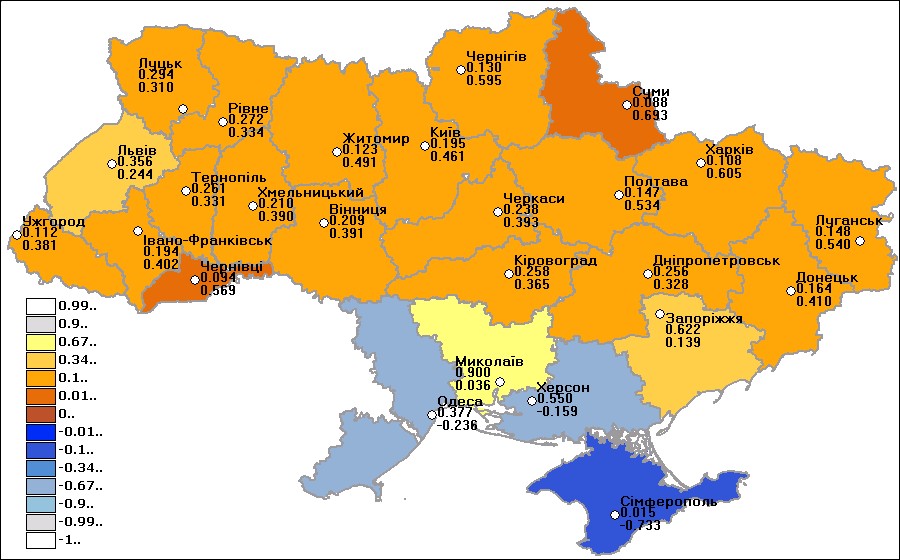 Луцьк
0.294
0.310
Рівне
0.272
0.334
Чернігів
0.130
0.595
Суми
0.088
0.693
Житомир
0.123
0.491
Київ
0.195
0.461
Харків
0.108
0.605
Львів
0.356
0.244
Тернопіль
0.261
0.331
Хмельницький
0.210
0.390
Вінниця
0.209
0.391
Черкаси
0.238
0.393
Полтава
0.147
0.534
Ужгород
0.112
0.381
Луганськ
0.148
0.540
Івано-Франківськ
0.194
0.402
Чернівці
0.094
0.569
Кіровоград
0.258
0.365
Дніпропетровськ
0.256
0.328
Донецьк
0.164
0.410
Запоріжжя
0.622
0.139
Миколаїв
0.900
0.036
Херсон
0.550
-0.159
Одеса
0.377
-0.236
Сімферополь
0.015
-0.733
0.99..
0.9..
0.67..
0.34..
0.1..
0.01..
0..
-0.01..
-0.1..
-0.34..
-0.67..
-0.9..
-0.99..
-1..